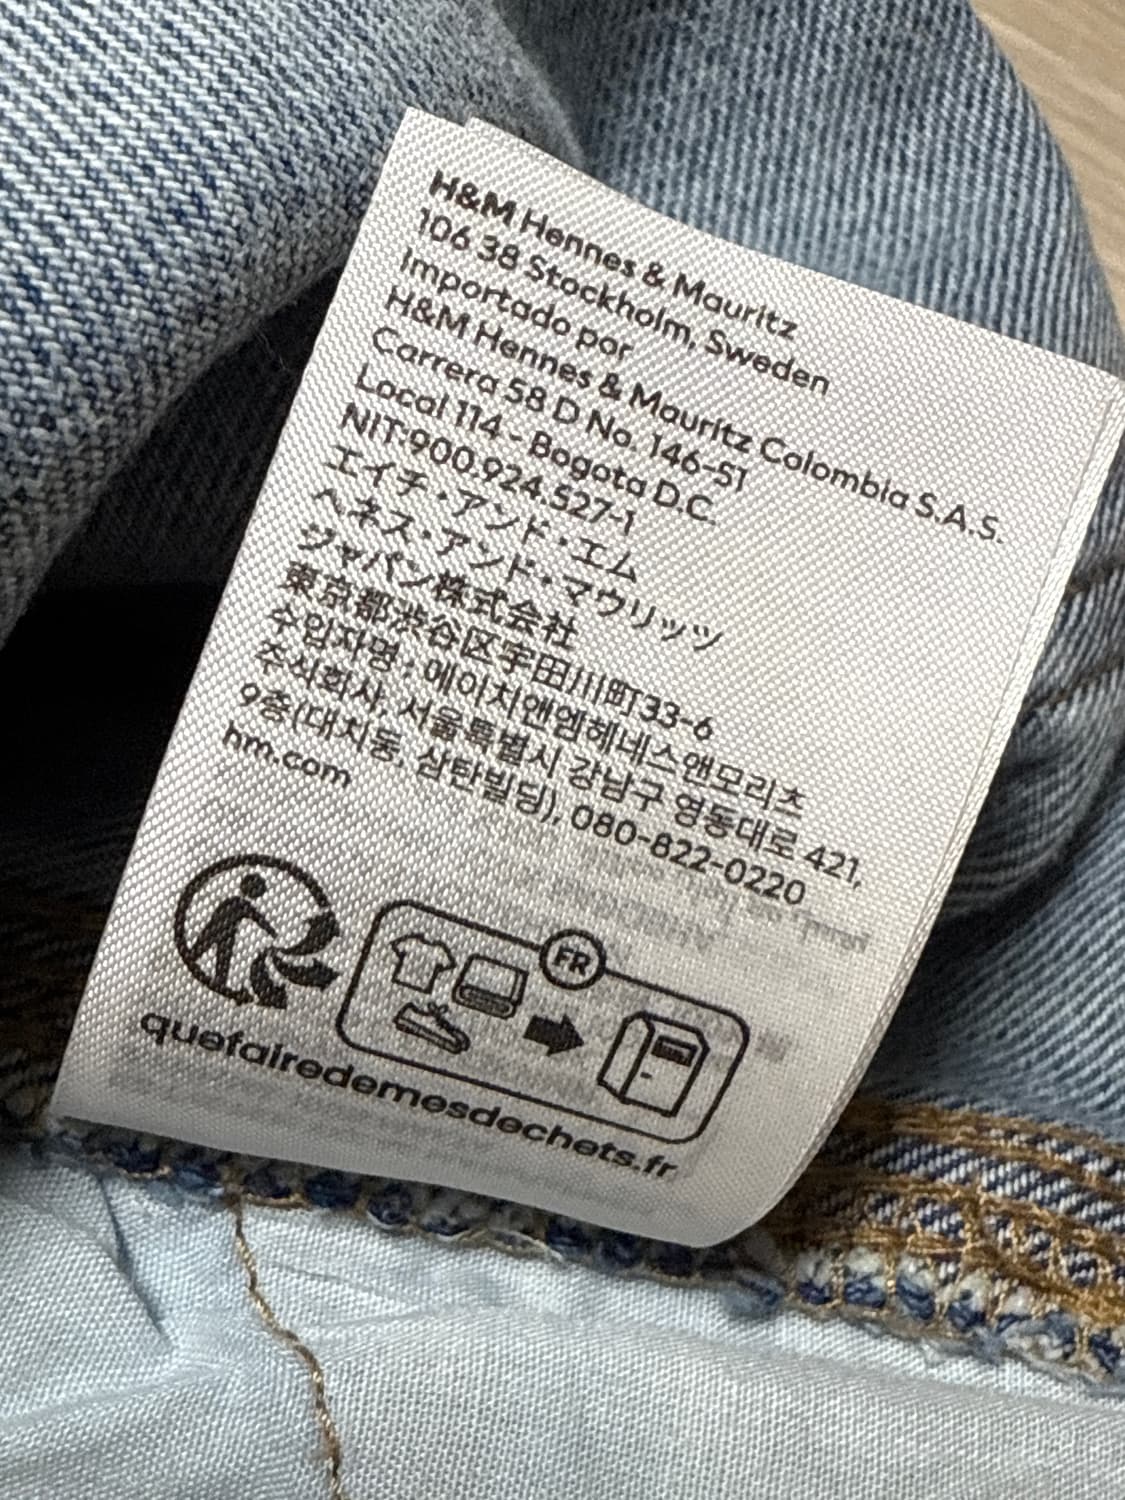 H&M Hennes & Mauritz
106 38 Stockholm, Sweden
Importado por
H&M Hennes & Mauritz Colombia S.A.S.
Carrera 58 D No. 146-51
Local 114 - Bogota D.C.
NIT:900.924.527-1
エイチ・アンド・エム
ヘネス・アンド・マウリッツ
ジャパン株式会社
東京都渋谷区宇田川町33-6
수입자명 : 에이치앤엠헤네스앤모리츠
주식회사, 서울특별시 강남구 영동대로 421,
9층(대치동, 삼탄빌딩), 080-822-0220
hm.com
FR
quefairedemesdechets.fr